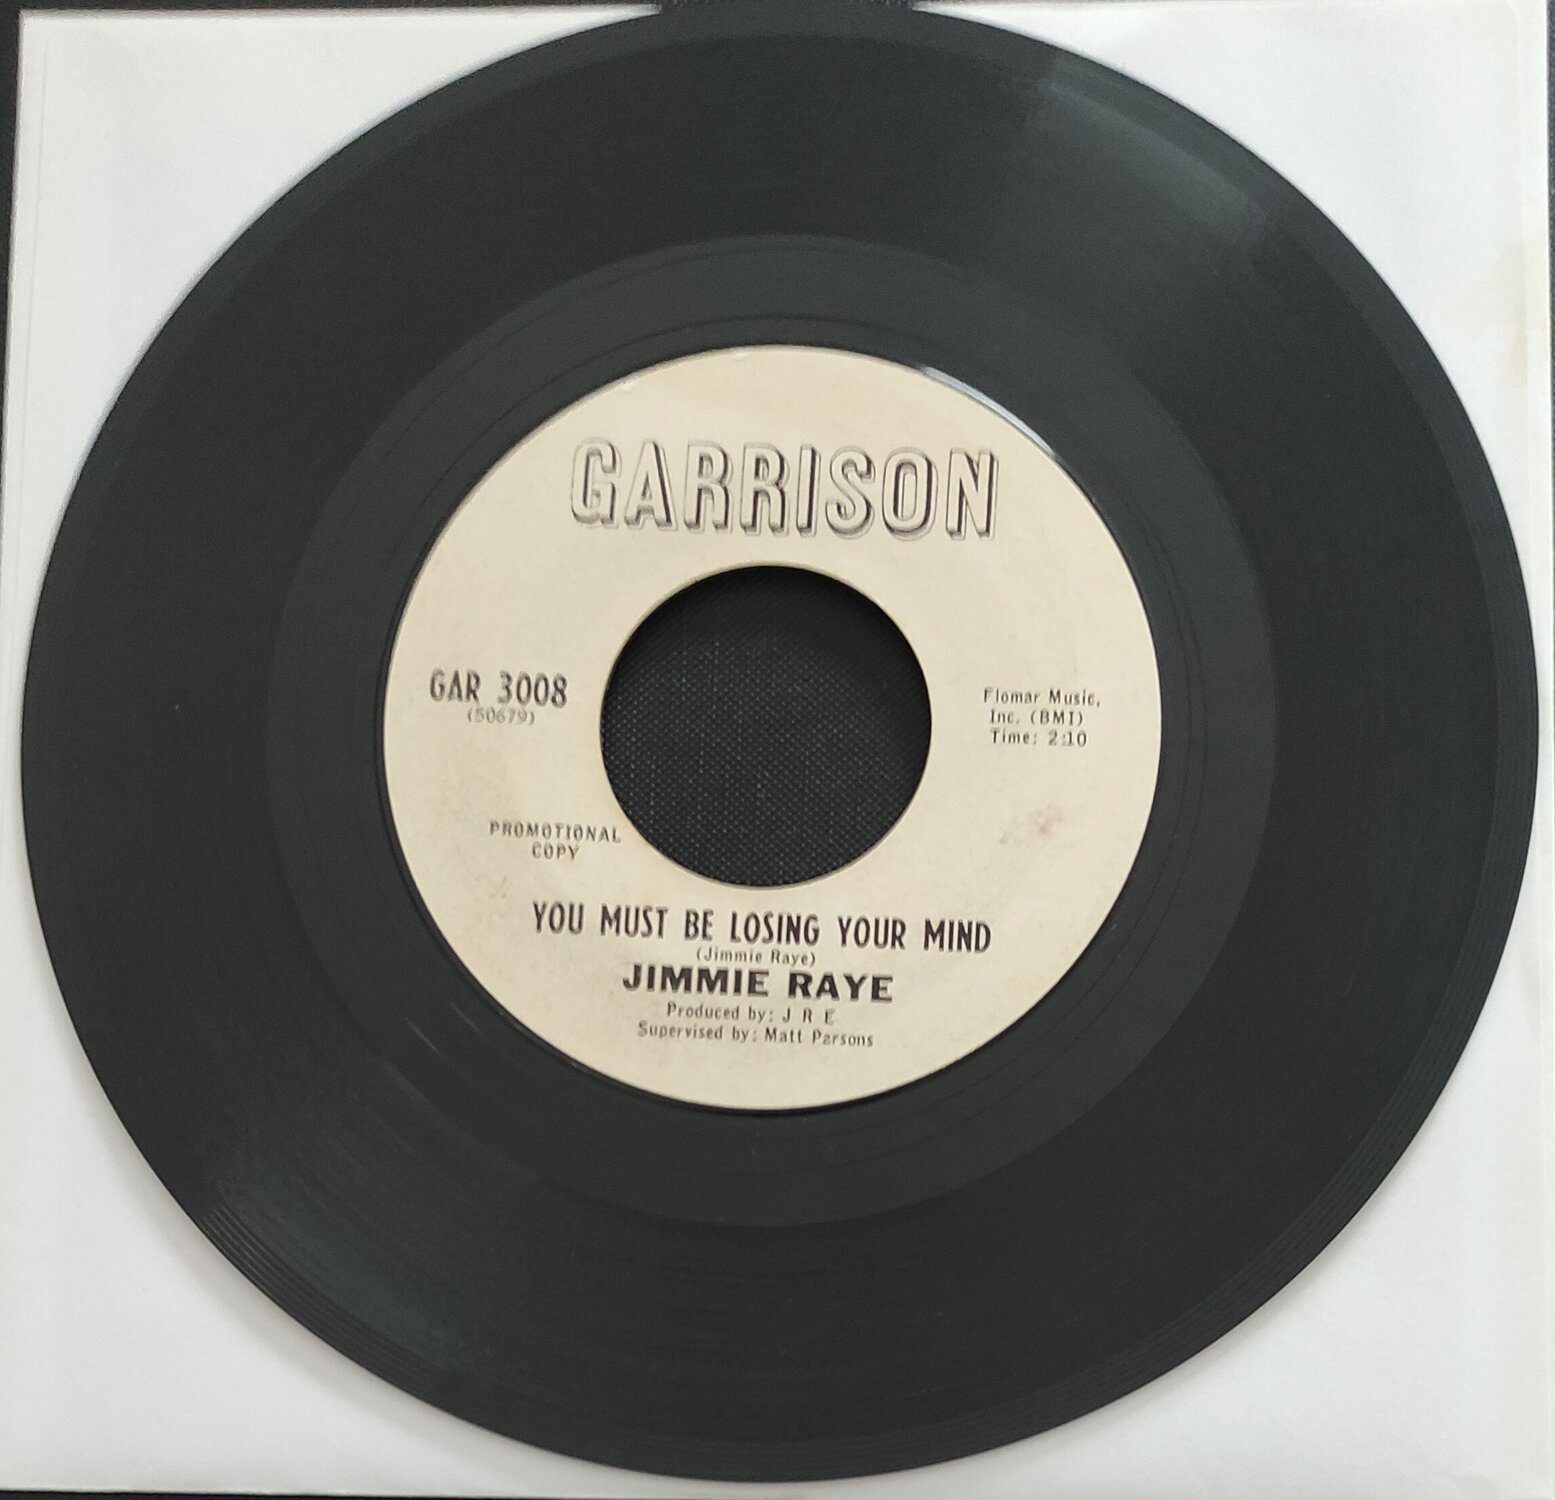 GARRISON
GAR 3008
(50679)
Flomar Music,
Inc. (BMI)
Time: 2:10
PROMOTIONAL
COPY
YOU MUST BE LOSING YOUR MIND
(Jimmie Raye)
JIMMIE RAYE
Produced by: J R E
Supervised by: Matt Parsons